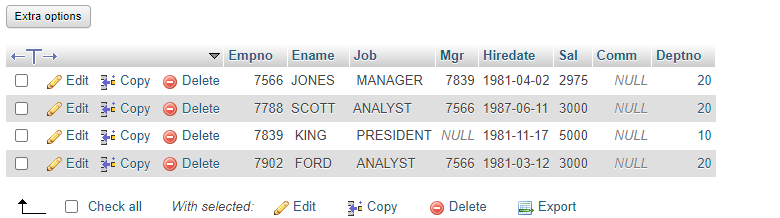 Extra options
Empno Ename Job Mgr Hiredate Sal Comm Deptno
Edit Copy Delete 7566 JONES MANAGER 7839 1981-04-02 2975 NULL 20
Edit Copy Delete 7788 SCOTT ANALYST 7566 1987-06-11 3000 NULL 20
Edit Copy Delete 7839 KING PRESIDENT NULL 1981-11-17 5000 NULL 10
Edit Copy Delete 7902 FORD ANALYST 7566 1981-03-12 3000 NULL 20
Check all With selected: Edit Copy Delete Export